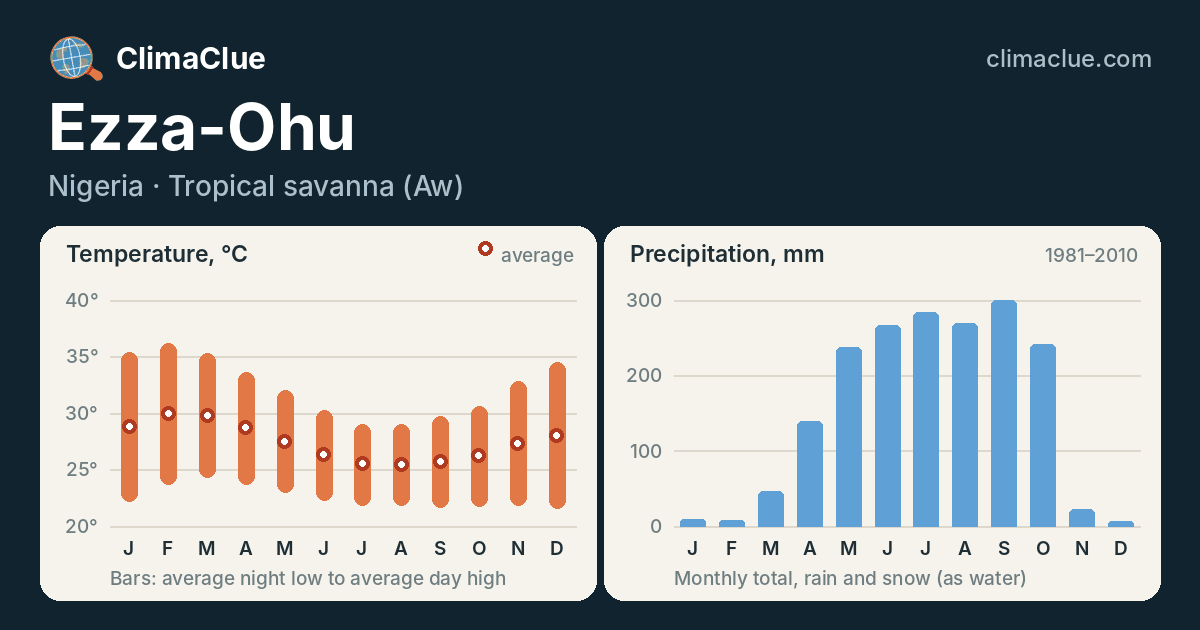 ClimaClue
climaclue.com
Ezza-Ohu
Nigeria · Tropical savanna (Aw)
Temperature, °C
average
40°
35°
30°
25°
20°
J F M A M J J A S O N D
Bars: average night low to average day high
Precipitation, mm
1981–2010
300
200
100
0
J F M A M J J A S O N D
Monthly total, rain and snow (as water)